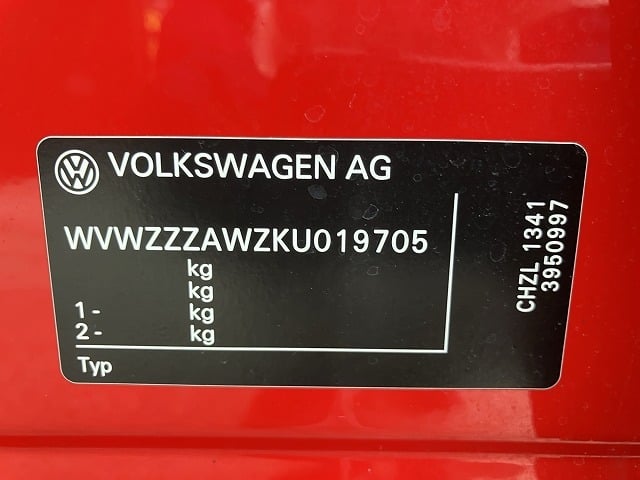 VOLKSWAGEN AG
WVWZZZAWZKU019705
kg
kg
1- kg
2- kg
Typ
CHZL 1341
3950997